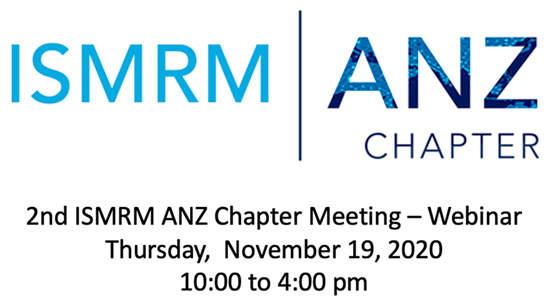 ISMRM ANZ
CHAPTER
2nd ISMRM ANZ Chapter Meeting – Webinar
Thursday,  November 19, 2020
10:00 to 4:00 pm